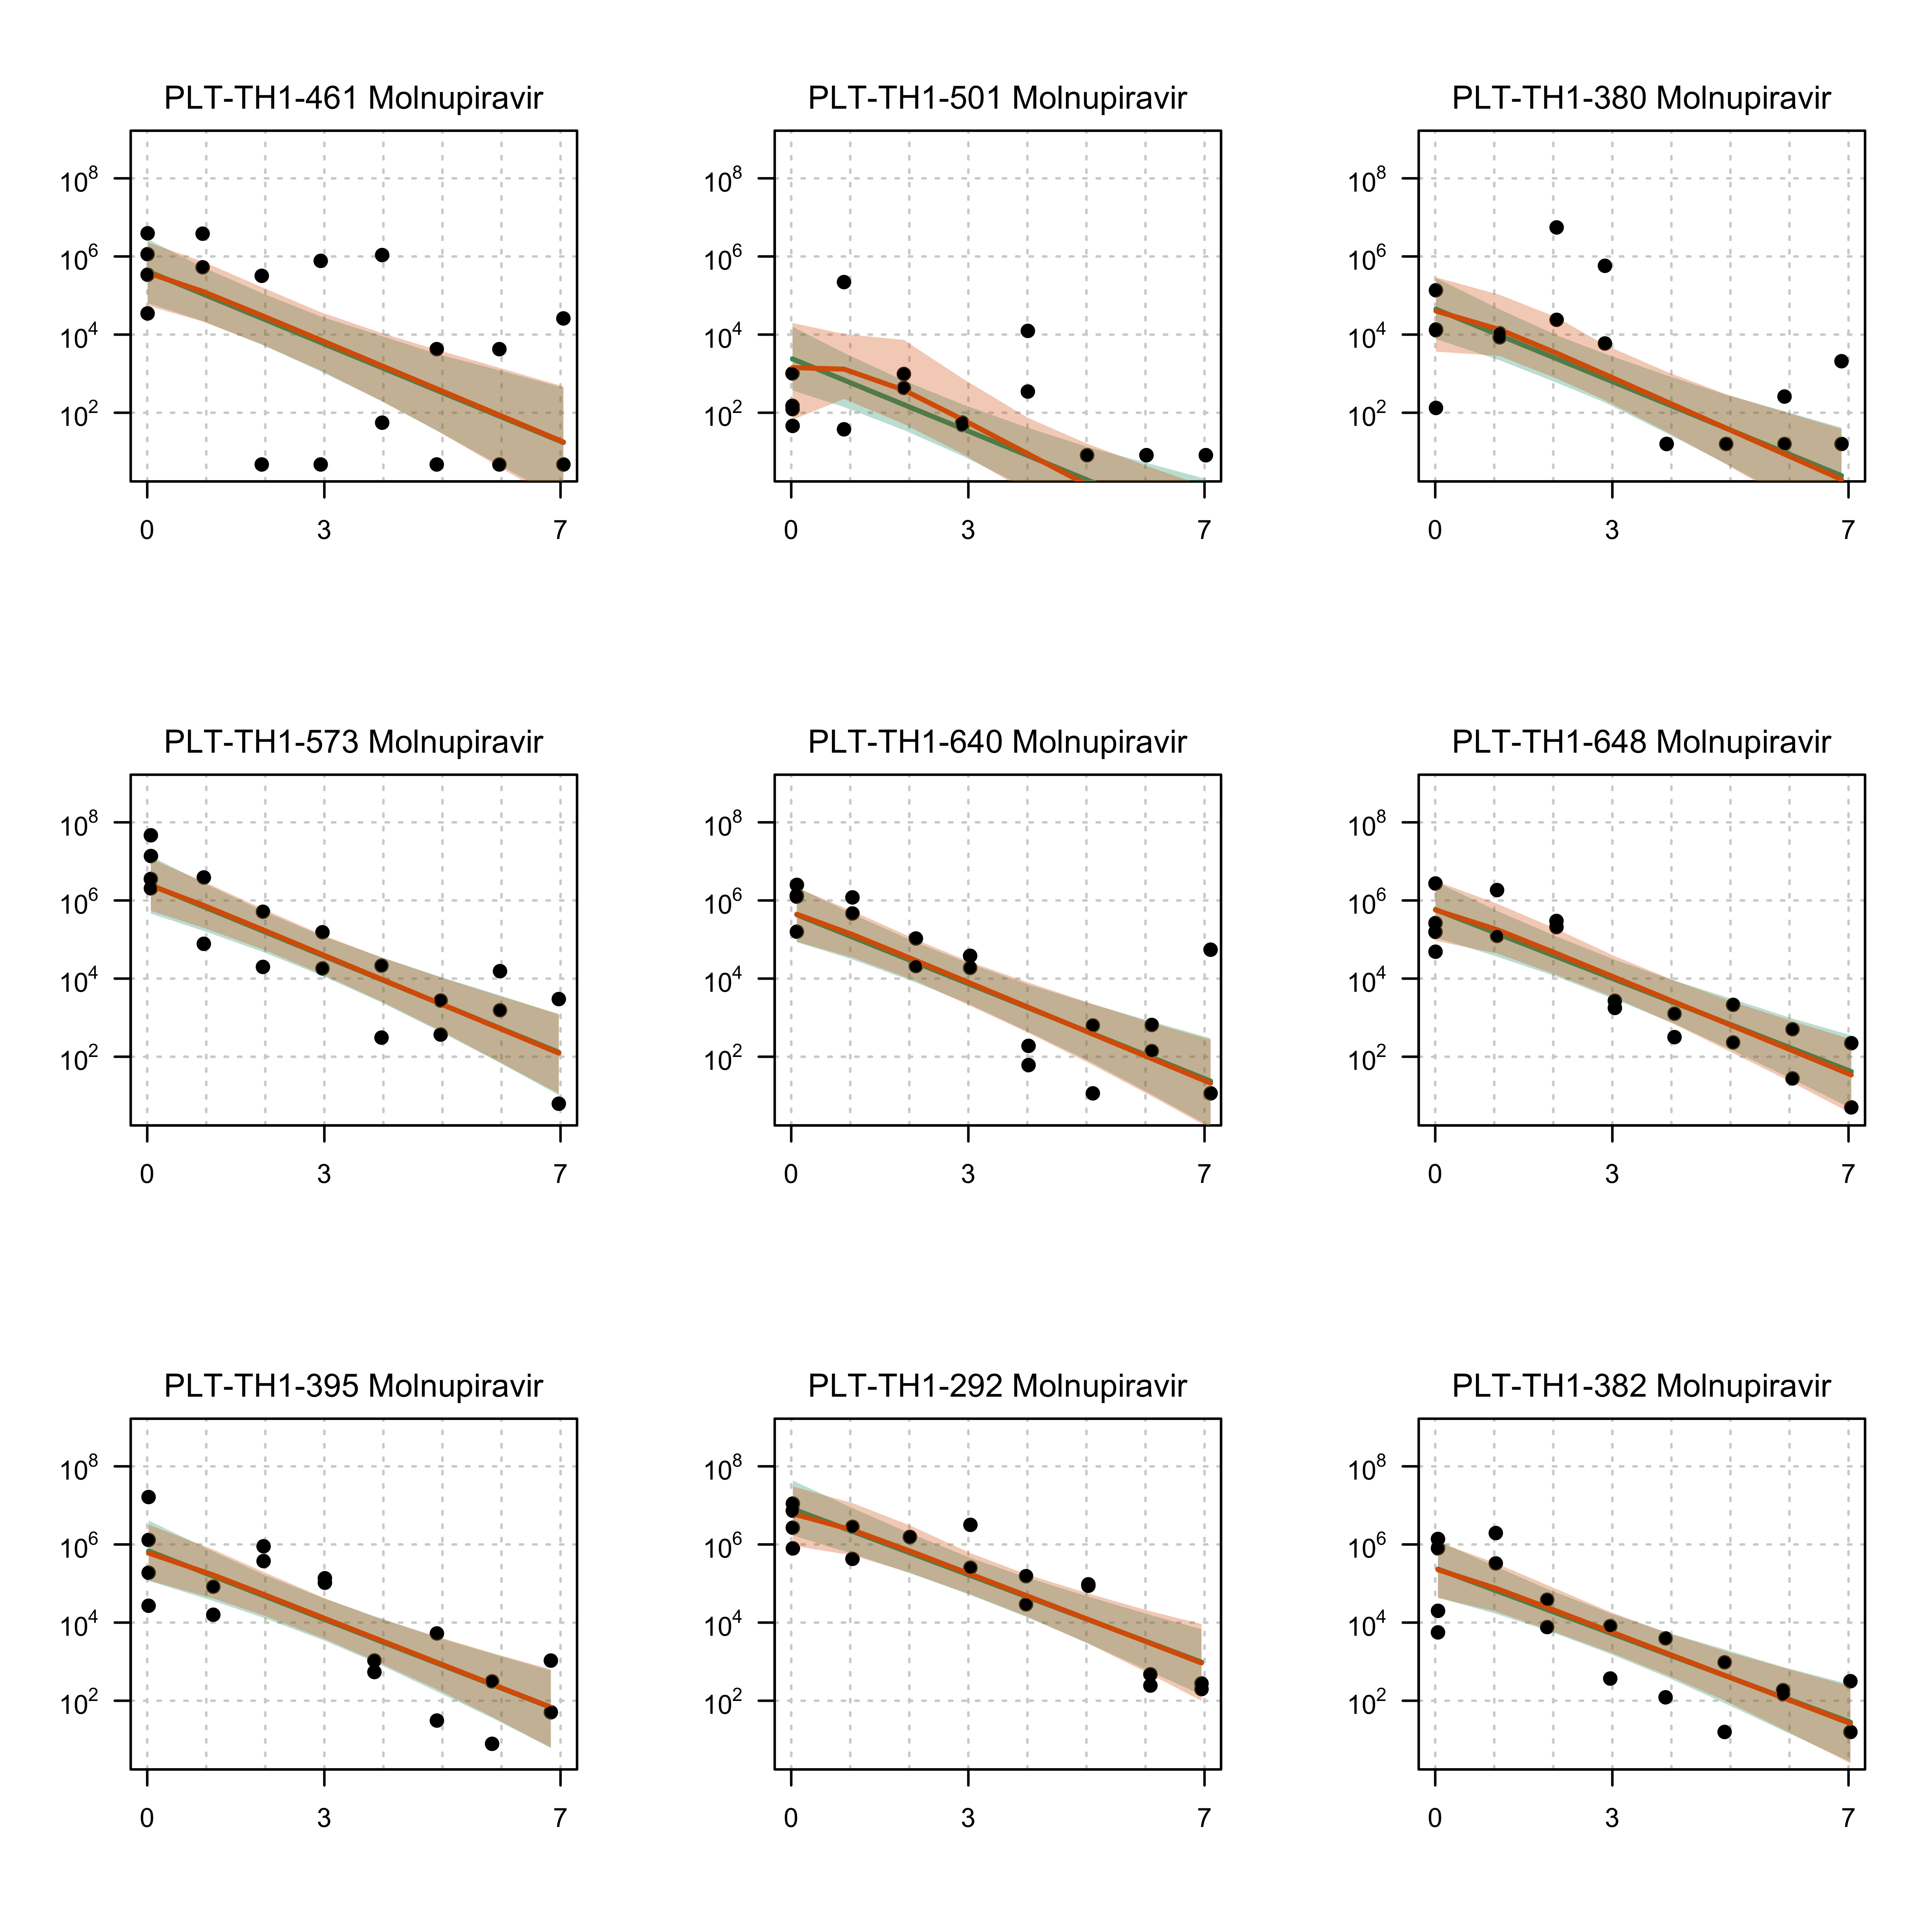 PLT-TH1-461 Molnupiravir
10^8
10^6
10^4
10^2
0 3 7
PLT-TH1-501 Molnupiravir
10^8
10^6
10^4
10^2
0 3 7
PLT-TH1-380 Molnupiravir
10^8
10^6
10^4
10^2
0 3 7
PLT-TH1-573 Molnupiravir
10^8
10^6
10^4
10^2
0 3 7
PLT-TH1-640 Molnupiravir
10^8
10^6
10^4
10^2
0 3 7
PLT-TH1-648 Molnupiravir
10^8
10^6
10^4
10^2
0 3 7
PLT-TH1-395 Molnupiravir
10^8
10^6
10^4
10^2
0 3 7
PLT-TH1-292 Molnupiravir
10^8
10^6
10^4
10^2
0 3 7
PLT-TH1-382 Molnupiravir
10^8
10^6
10^4
10^2
0 3 7